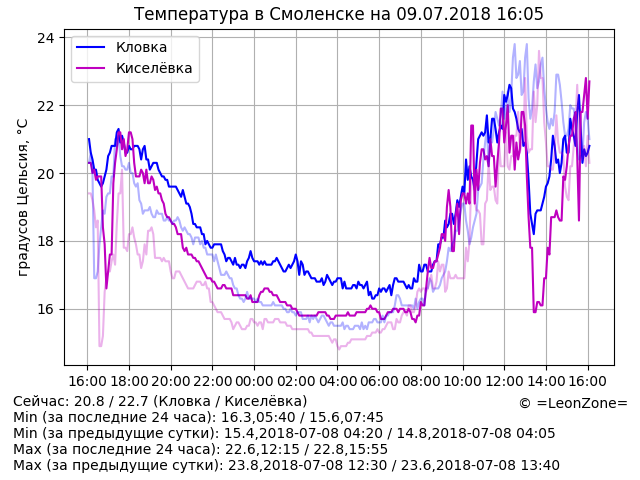 Температура в Смоленске на 09.07.2018 16:05
Кловка
Киселёвка
градусов Цельсия, °C
24
22
20
18
16
16:00 18:00 20:00 22:00 00:00 02:00 04:00 06:00 08:00 10:00 12:00 14:00 16:00
Сейчас: 20.8 / 22.7 (Кловка / Киселёвка)
© =LeonZone=
Min (за последние 24 часа): 16.3,05:40 / 15.6,07:45
Min (за предыдущие сутки): 15.4,2018-07-08 04:20 / 14.8,2018-07-08 04:05
Max (за последние 24 часа): 22.6,12:15 / 22.8,15:55
Max (за предыдущие сутки): 23.8,2018-07-08 12:30 / 23.6,2018-07-08 13:40